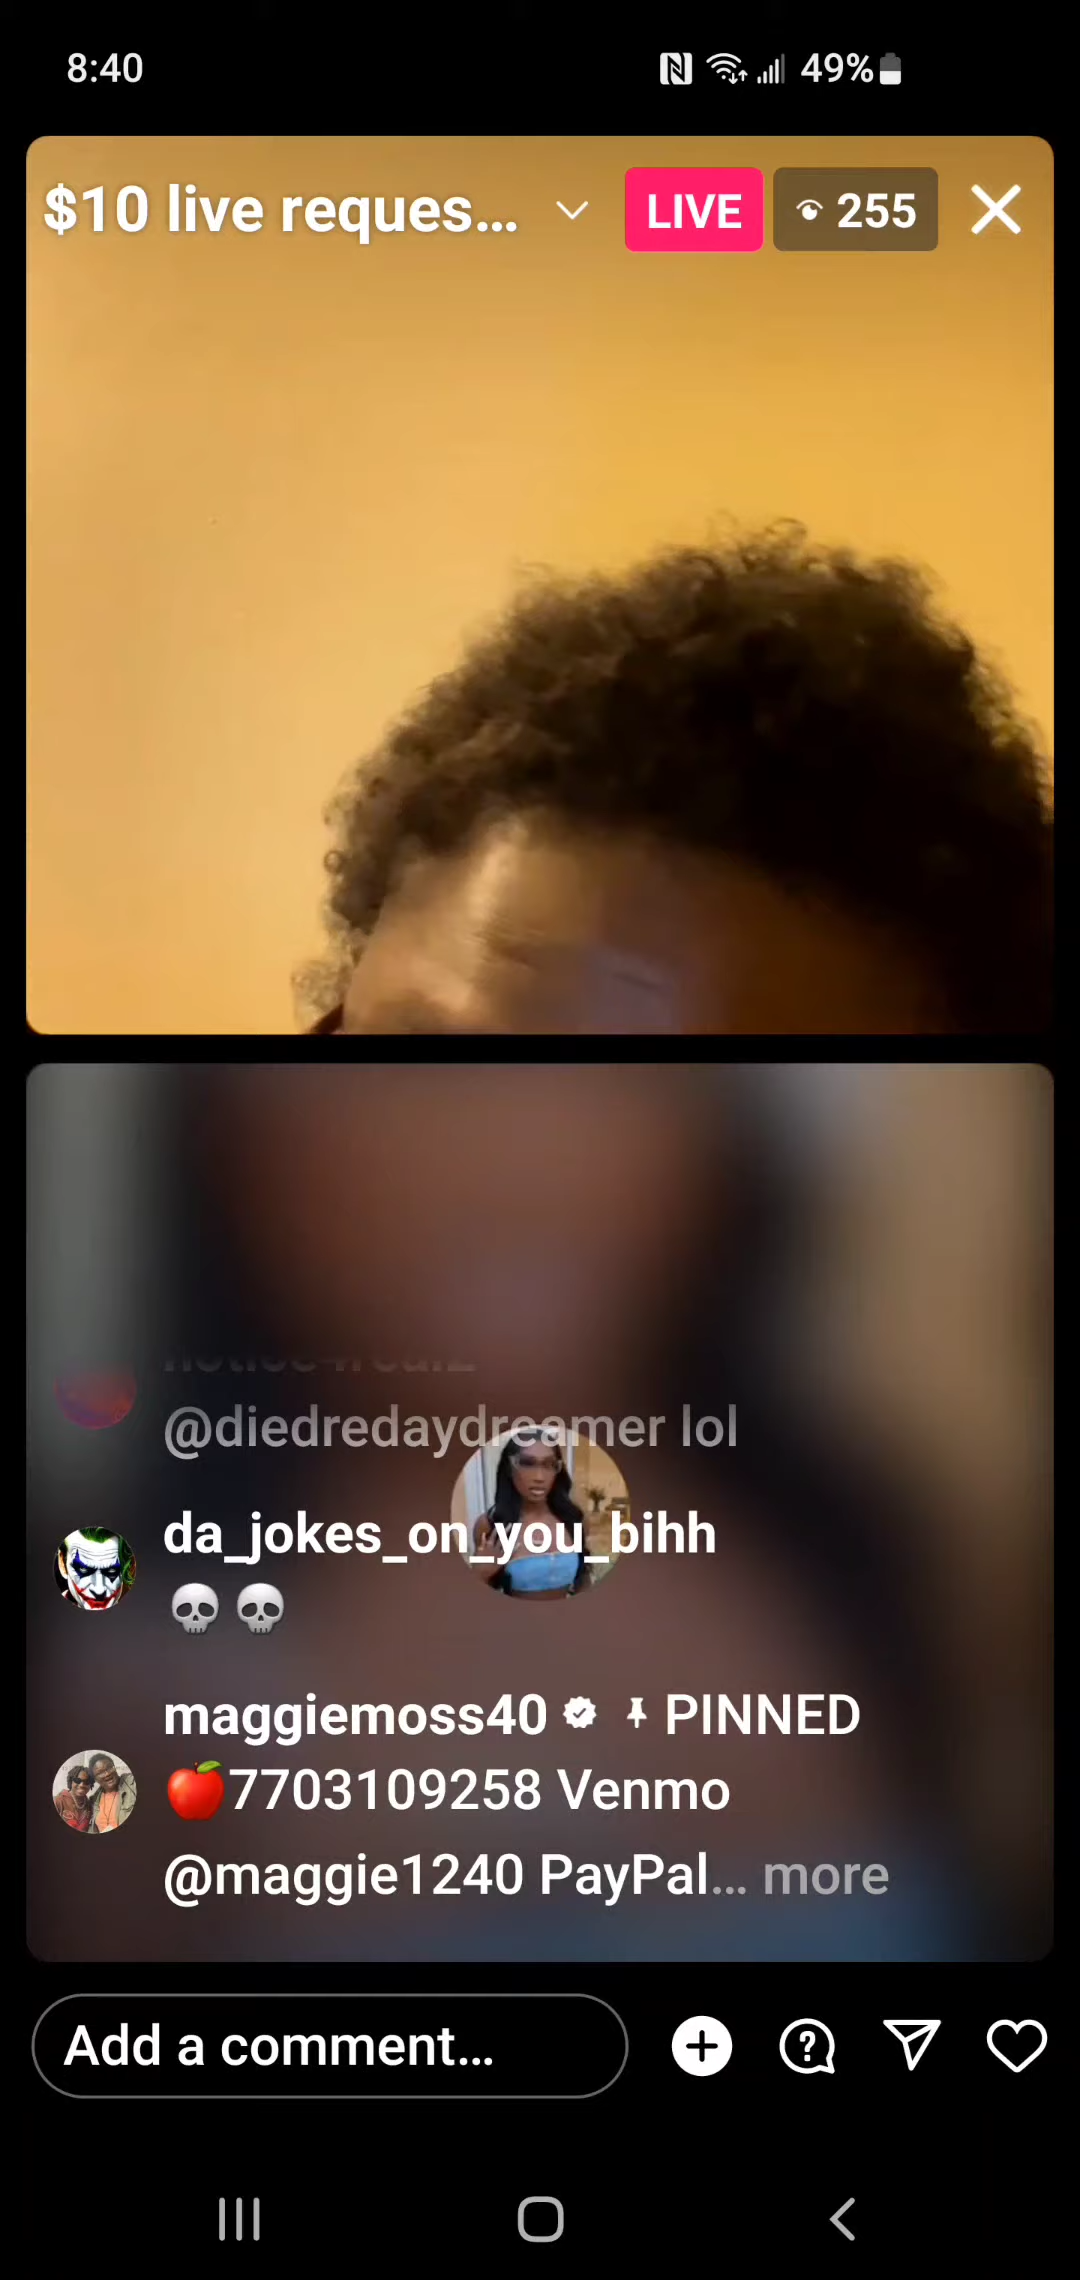 8:40
49%
$10 live reques...
LIVE
255
@diedredaydreamer lol
da_jokes_on_you_bihh
💀💀
maggiemoss40 PINNED
🍎7703109258 Venmo
@maggie1240 PayPal... more
Add a comment...